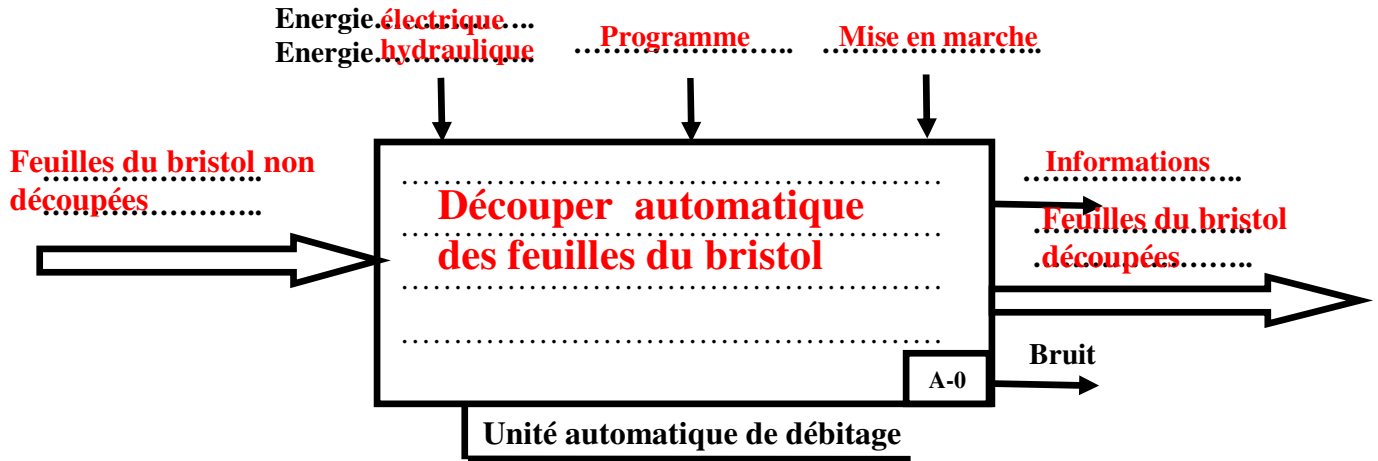 Energie électrique
Energie hydraulique
Programme
Mise en marche
Feuilles du bristol non
découpées
Découper automatique
des feuilles du bristol
Informations
Feuilles du bristol
découpées
Bruit
A-0
Unité automatique de débitage